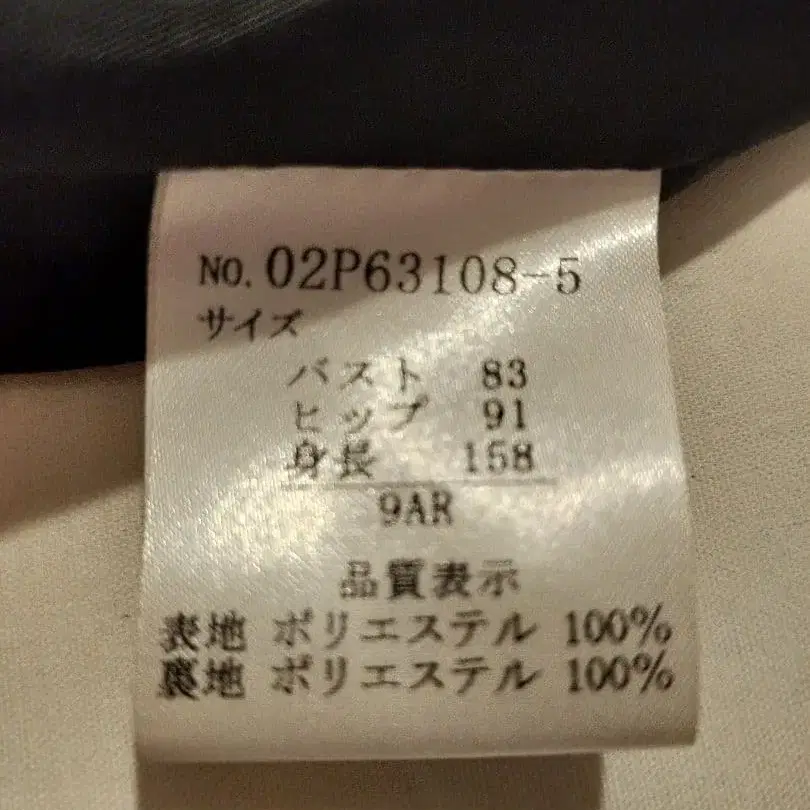 NO. 02P63108-5
サイズ
バスト 83
ヒップ 91
身長 158
9AR
品質表示
表地 ポリエステル 100%
裏地 ポリエステル 100%